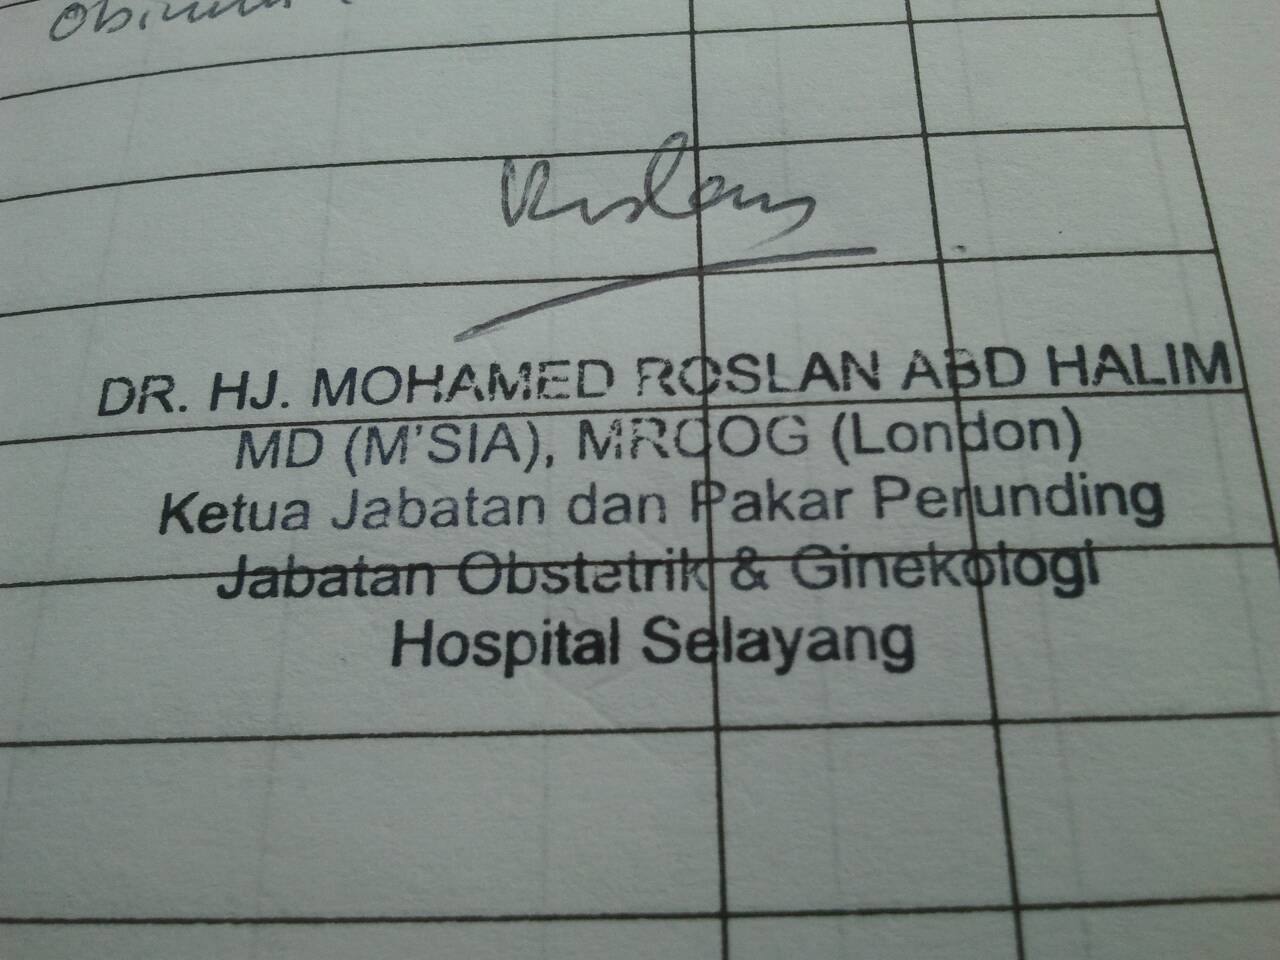 Roslan
DR. HJ. MOHAMED ROSLAN ABD HALIM
MD (M'SIA), MRCOG (London)
Ketua Jabatan dan Pakar Perunding
Jabatan Obstetrik & Ginekologi
Hospital Selayang